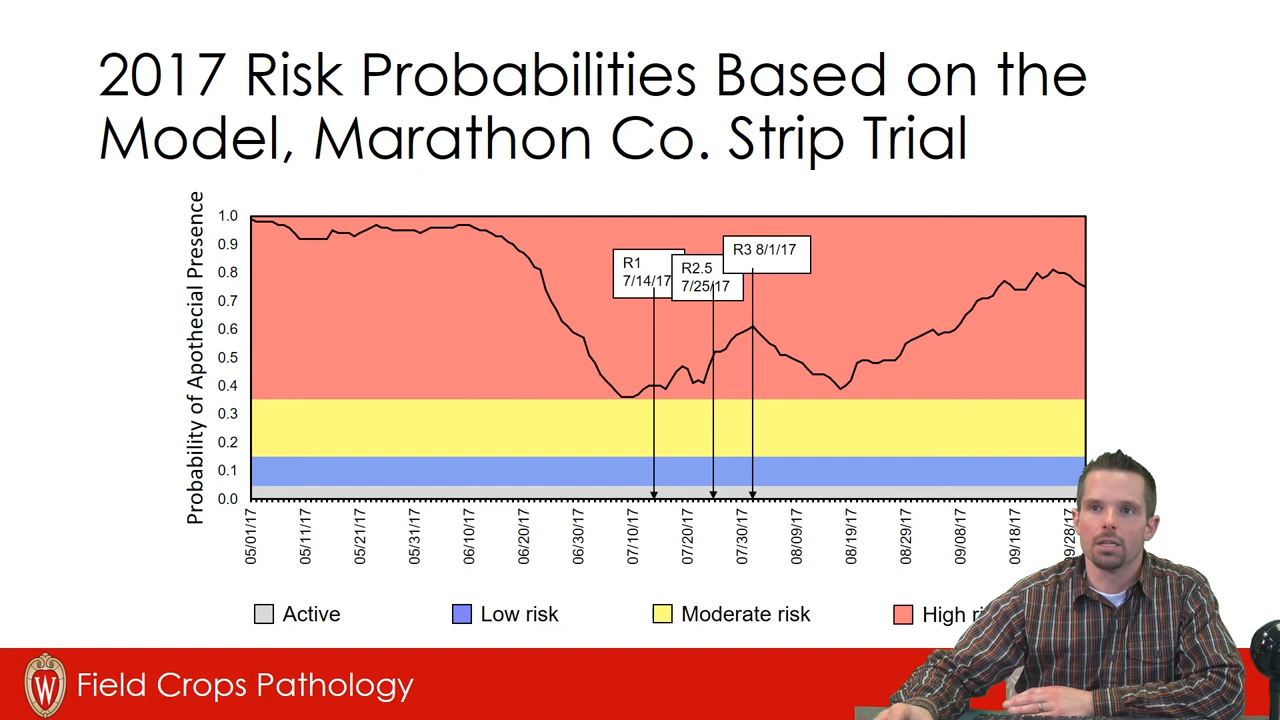 2017 Risk Probabilities Based on the
Model, Marathon Co. Strip Trial
Probability of Apothecial Presence
1.0
0.9
0.8
0.7
0.6
0.5
0.4
0.3
0.2
0.1
0.0
R1
7/14/17
R2.5
7/25/17
R3 8/1/17
05/01/17
05/11/17
05/21/17
05/31/17
06/10/17
06/20/17
06/30/17
07/10/17
07/20/17
07/30/17
08/09/17
08/19/17
08/29/17
09/08/17
09/18/17
9/28/17
Active
Low risk
Moderate risk
High
W
Field Crops Pathology